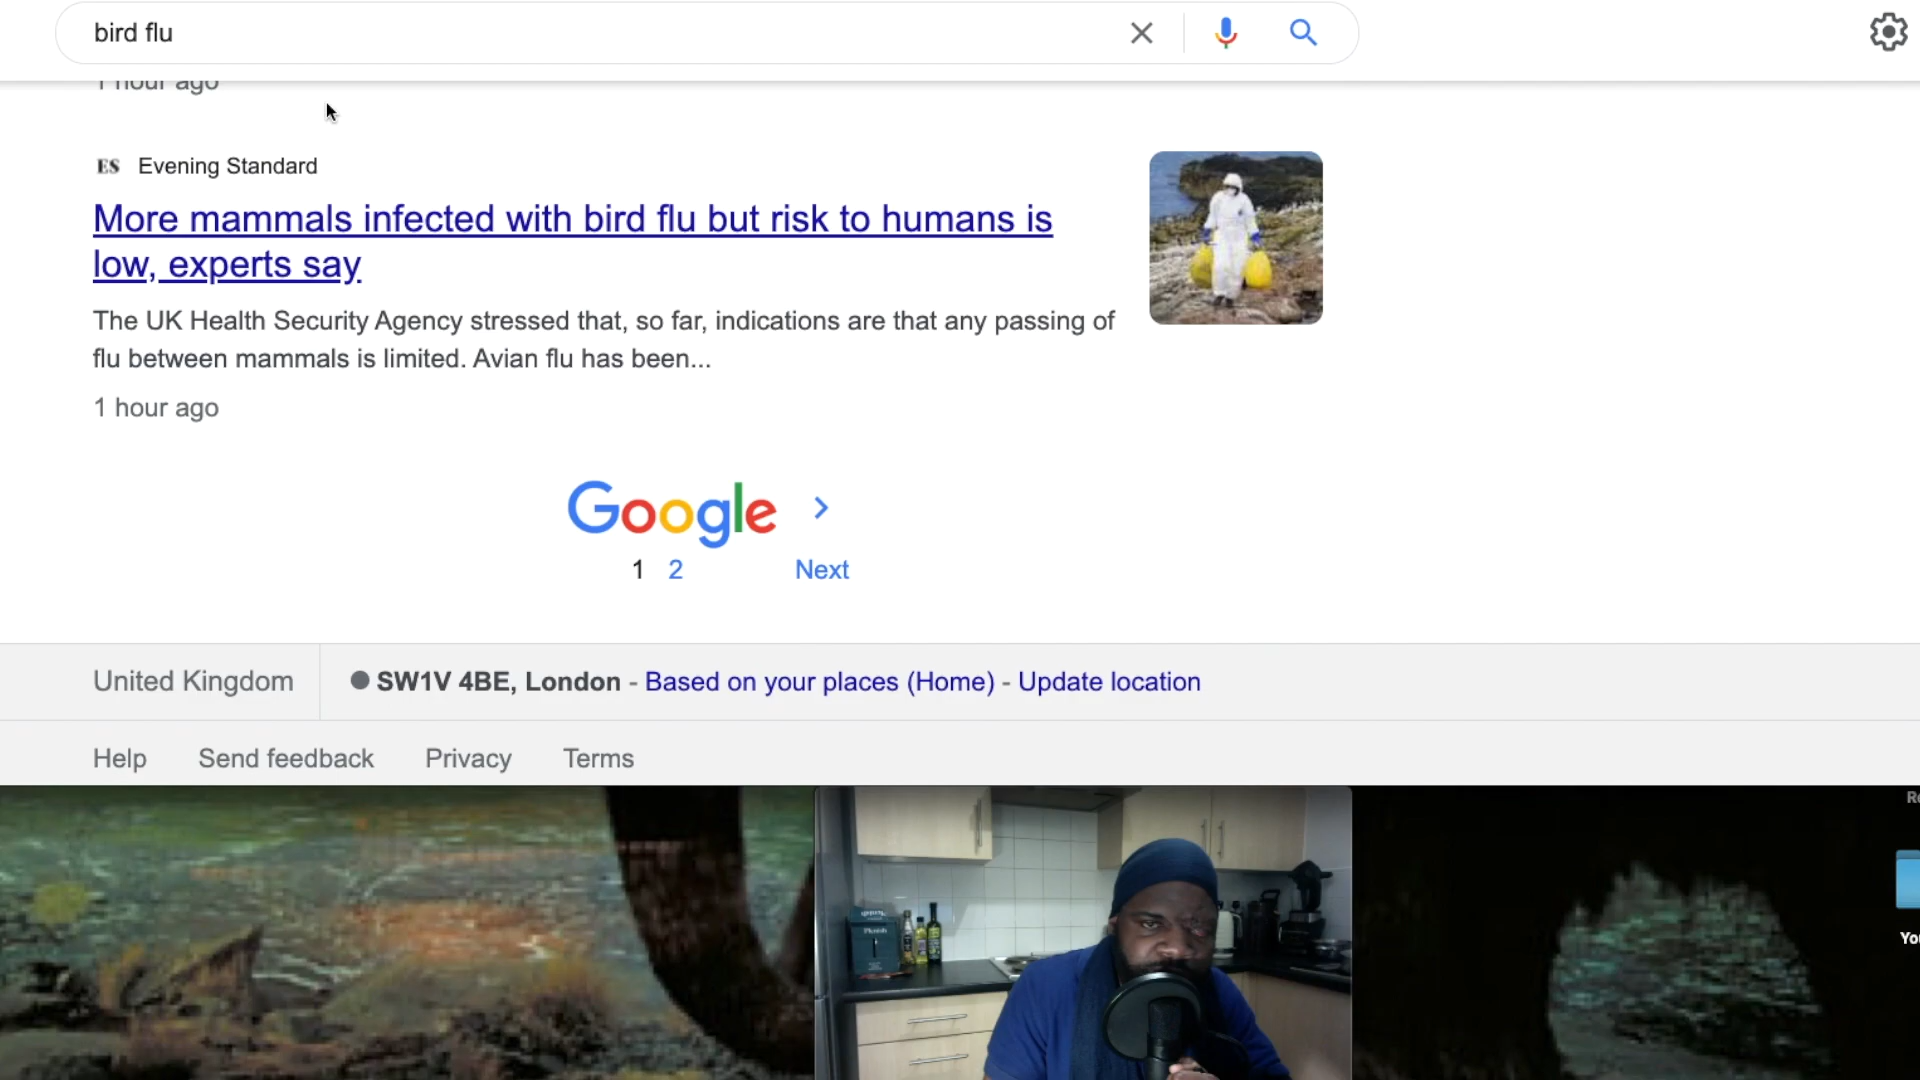 bird flu
1 hour ago
ES Evening Standard
More mammals infected with bird flu but risk to humans is
low, experts say
The UK Health Security Agency stressed that, so far, indications are that any passing of
flu between mammals is limited. Avian flu has been...
1 hour ago
Google
1 2 Next
United Kingdom
SW1V 4BE, London - Based on your places (Home) - Update location
Help Send feedback Privacy Terms